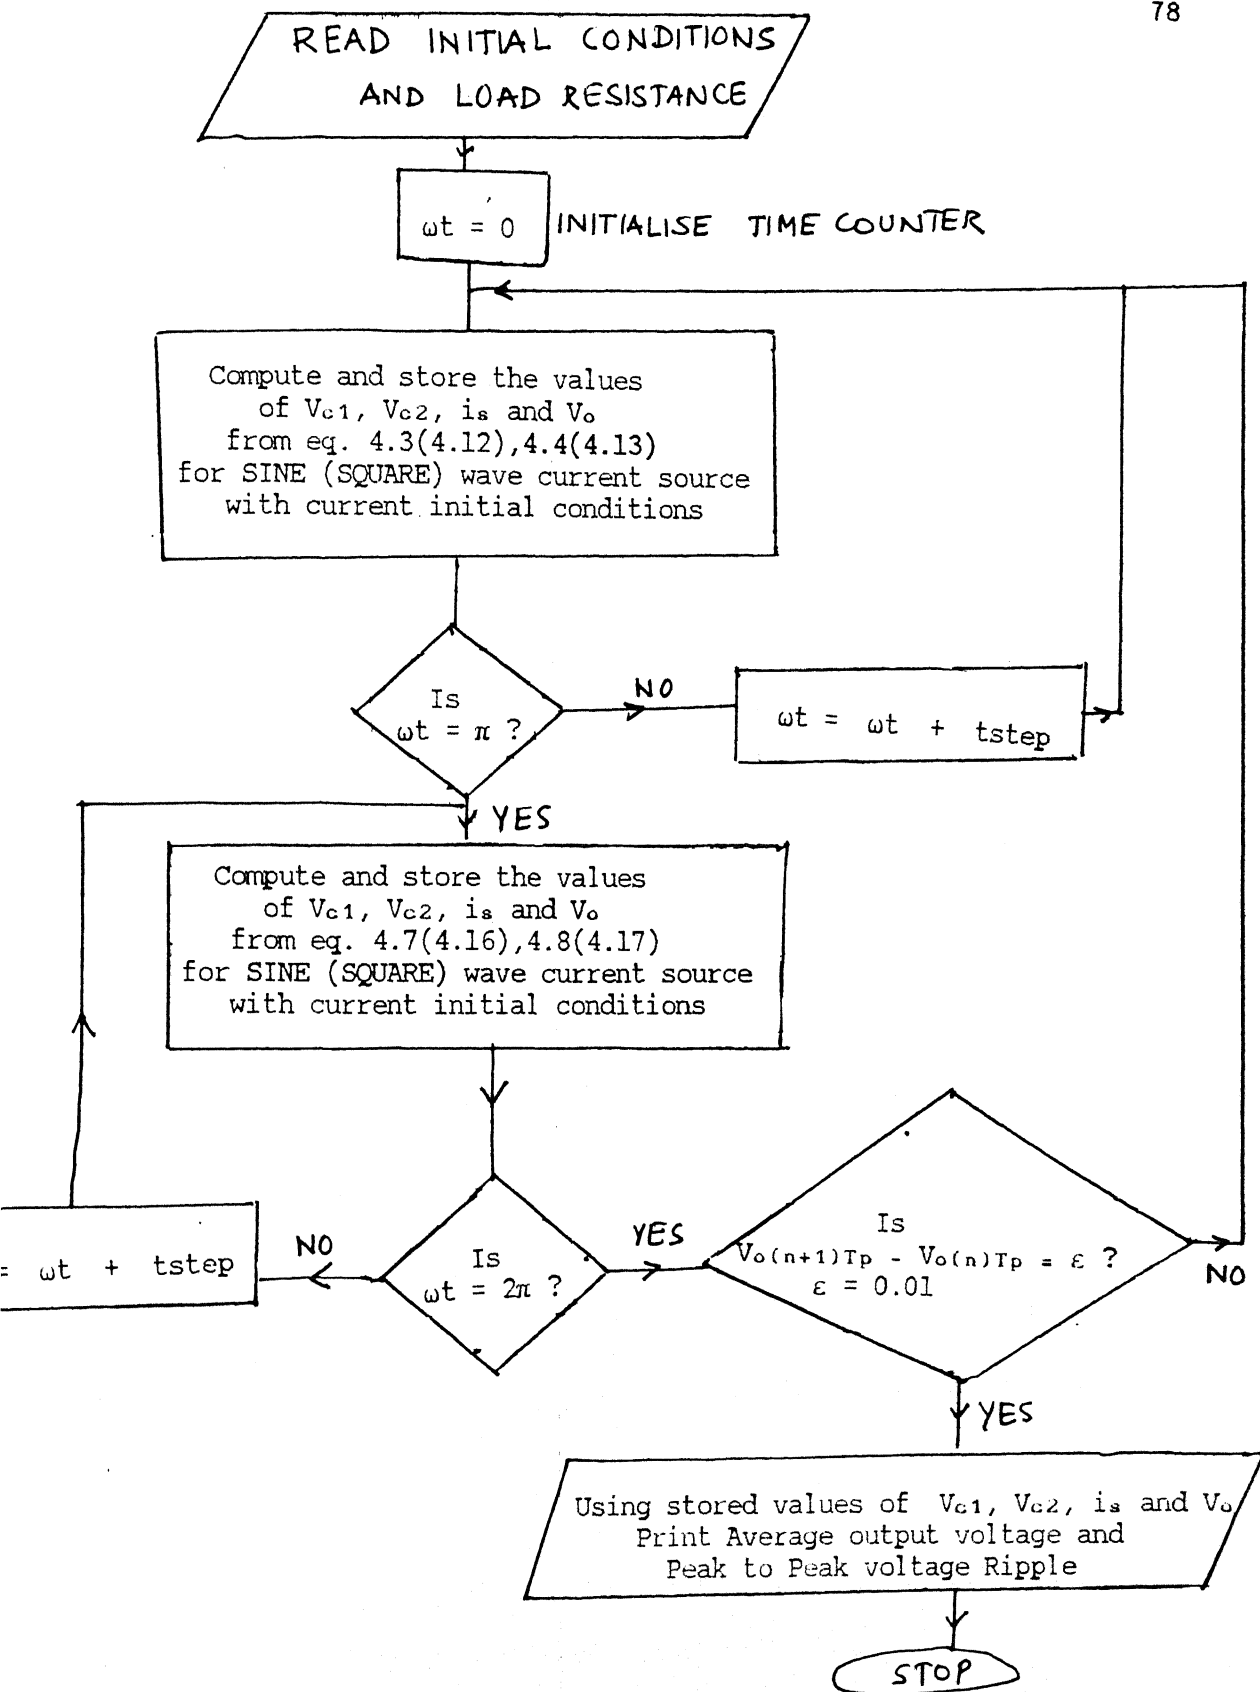 78
READ INITIAL CONDITIONS
AND LOAD RESISTANCE
ωt = 0
INITIALISE TIME COUNTER
Compute and store the values
of Vc1, Vc2, is and Vo
from eq. 4.3(4.12),4.4(4.13)
for SINE (SQUARE) wave current source
with current initial conditions
Is
ωt = π ?
NO
ωt = ωt + tstep
YES
Compute and store the values
of Vc1, Vc2, is and Vo
from eq. 4.7(4.16),4.8(4.17)
for SINE (SQUARE) wave current source
with current initial conditions
= ωt + tstep
NO
Is
ωt = 2π ?
YES
Is
Vo(n+1)Tp - Vo(n)Tp = ε ?
ε = 0.01
NO
YES
Using stored values of Vc1, Vc2, is and Vo
Print Average output voltage and
Peak to Peak voltage Ripple
STOP